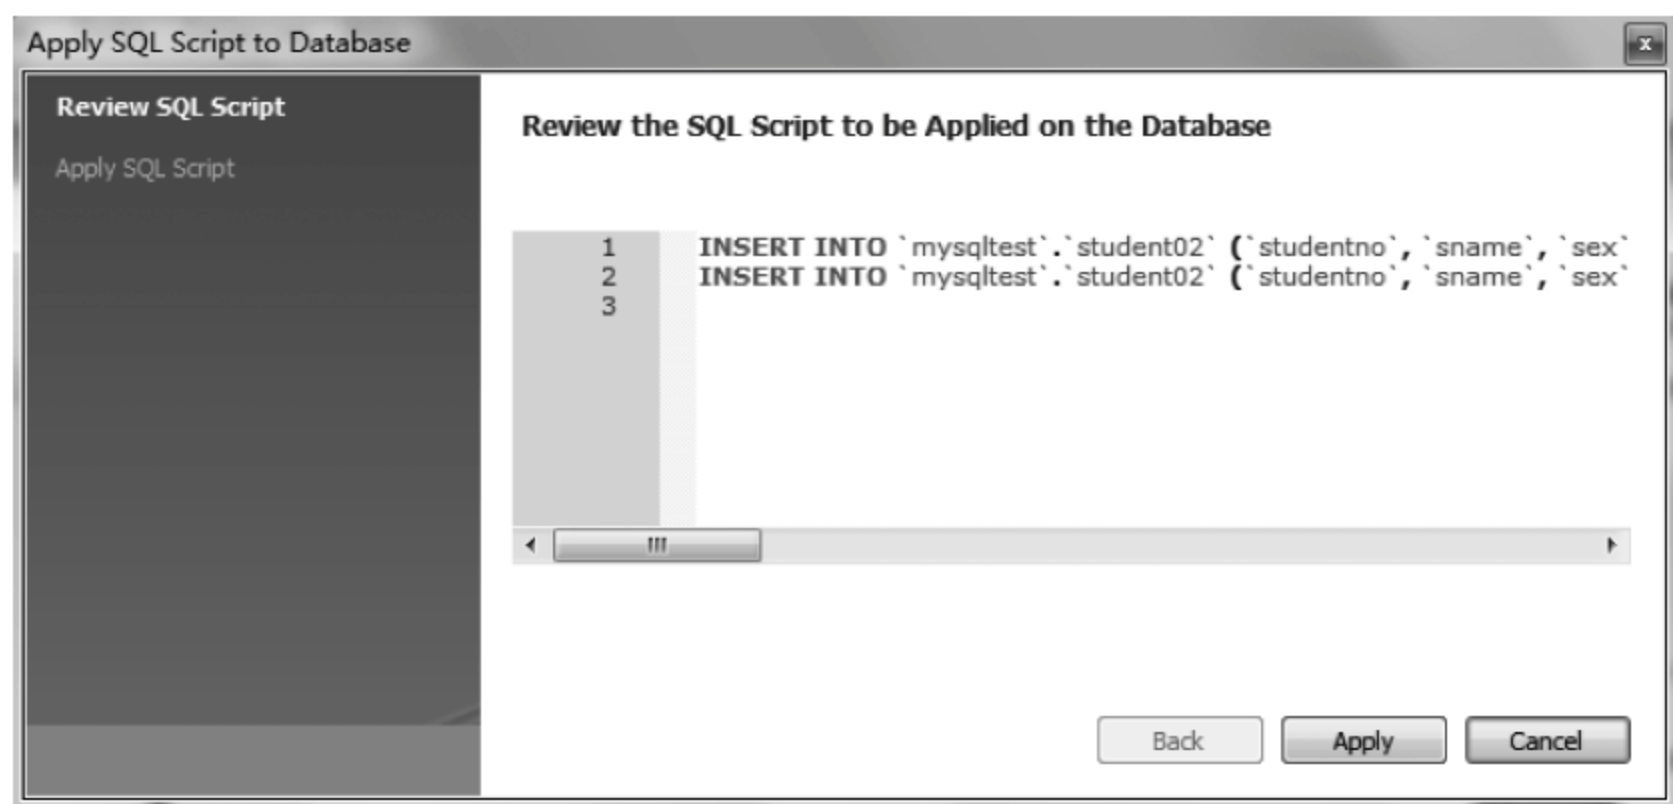 Apply SQL Script to Database
x
Review SQL Script
Apply SQL Script
Review the SQL Script to be Applied on the Database
1 INSERT INTO `mysqltest`.`student02` (`studentno`, `sname`, `sex`
2 INSERT INTO `mysqltest`.`student02` (`studentno`, `sname`, `sex`
3
Back Apply Cancel